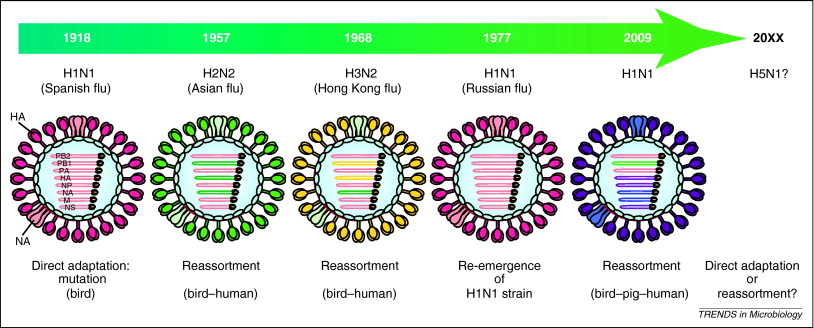 1918 1957 1968 1977 2009 20XX
H1N1 H2N2 H3N2 H1N1 H1N1 H5N1?
(Spanish flu) (Asian flu) (Hong Kong flu) (Russian flu)
HA
PB2
PB1
PA
HA
NP
NA
M
NS
NA
Direct adaptation: Reassortment Reassortment Re-emergence Reassortment Direct adaptation
mutation of or
(bird) (bird–human) (bird–human) H1N1 strain (bird–pig–human) reassortment?
TRENDS in Microbiology